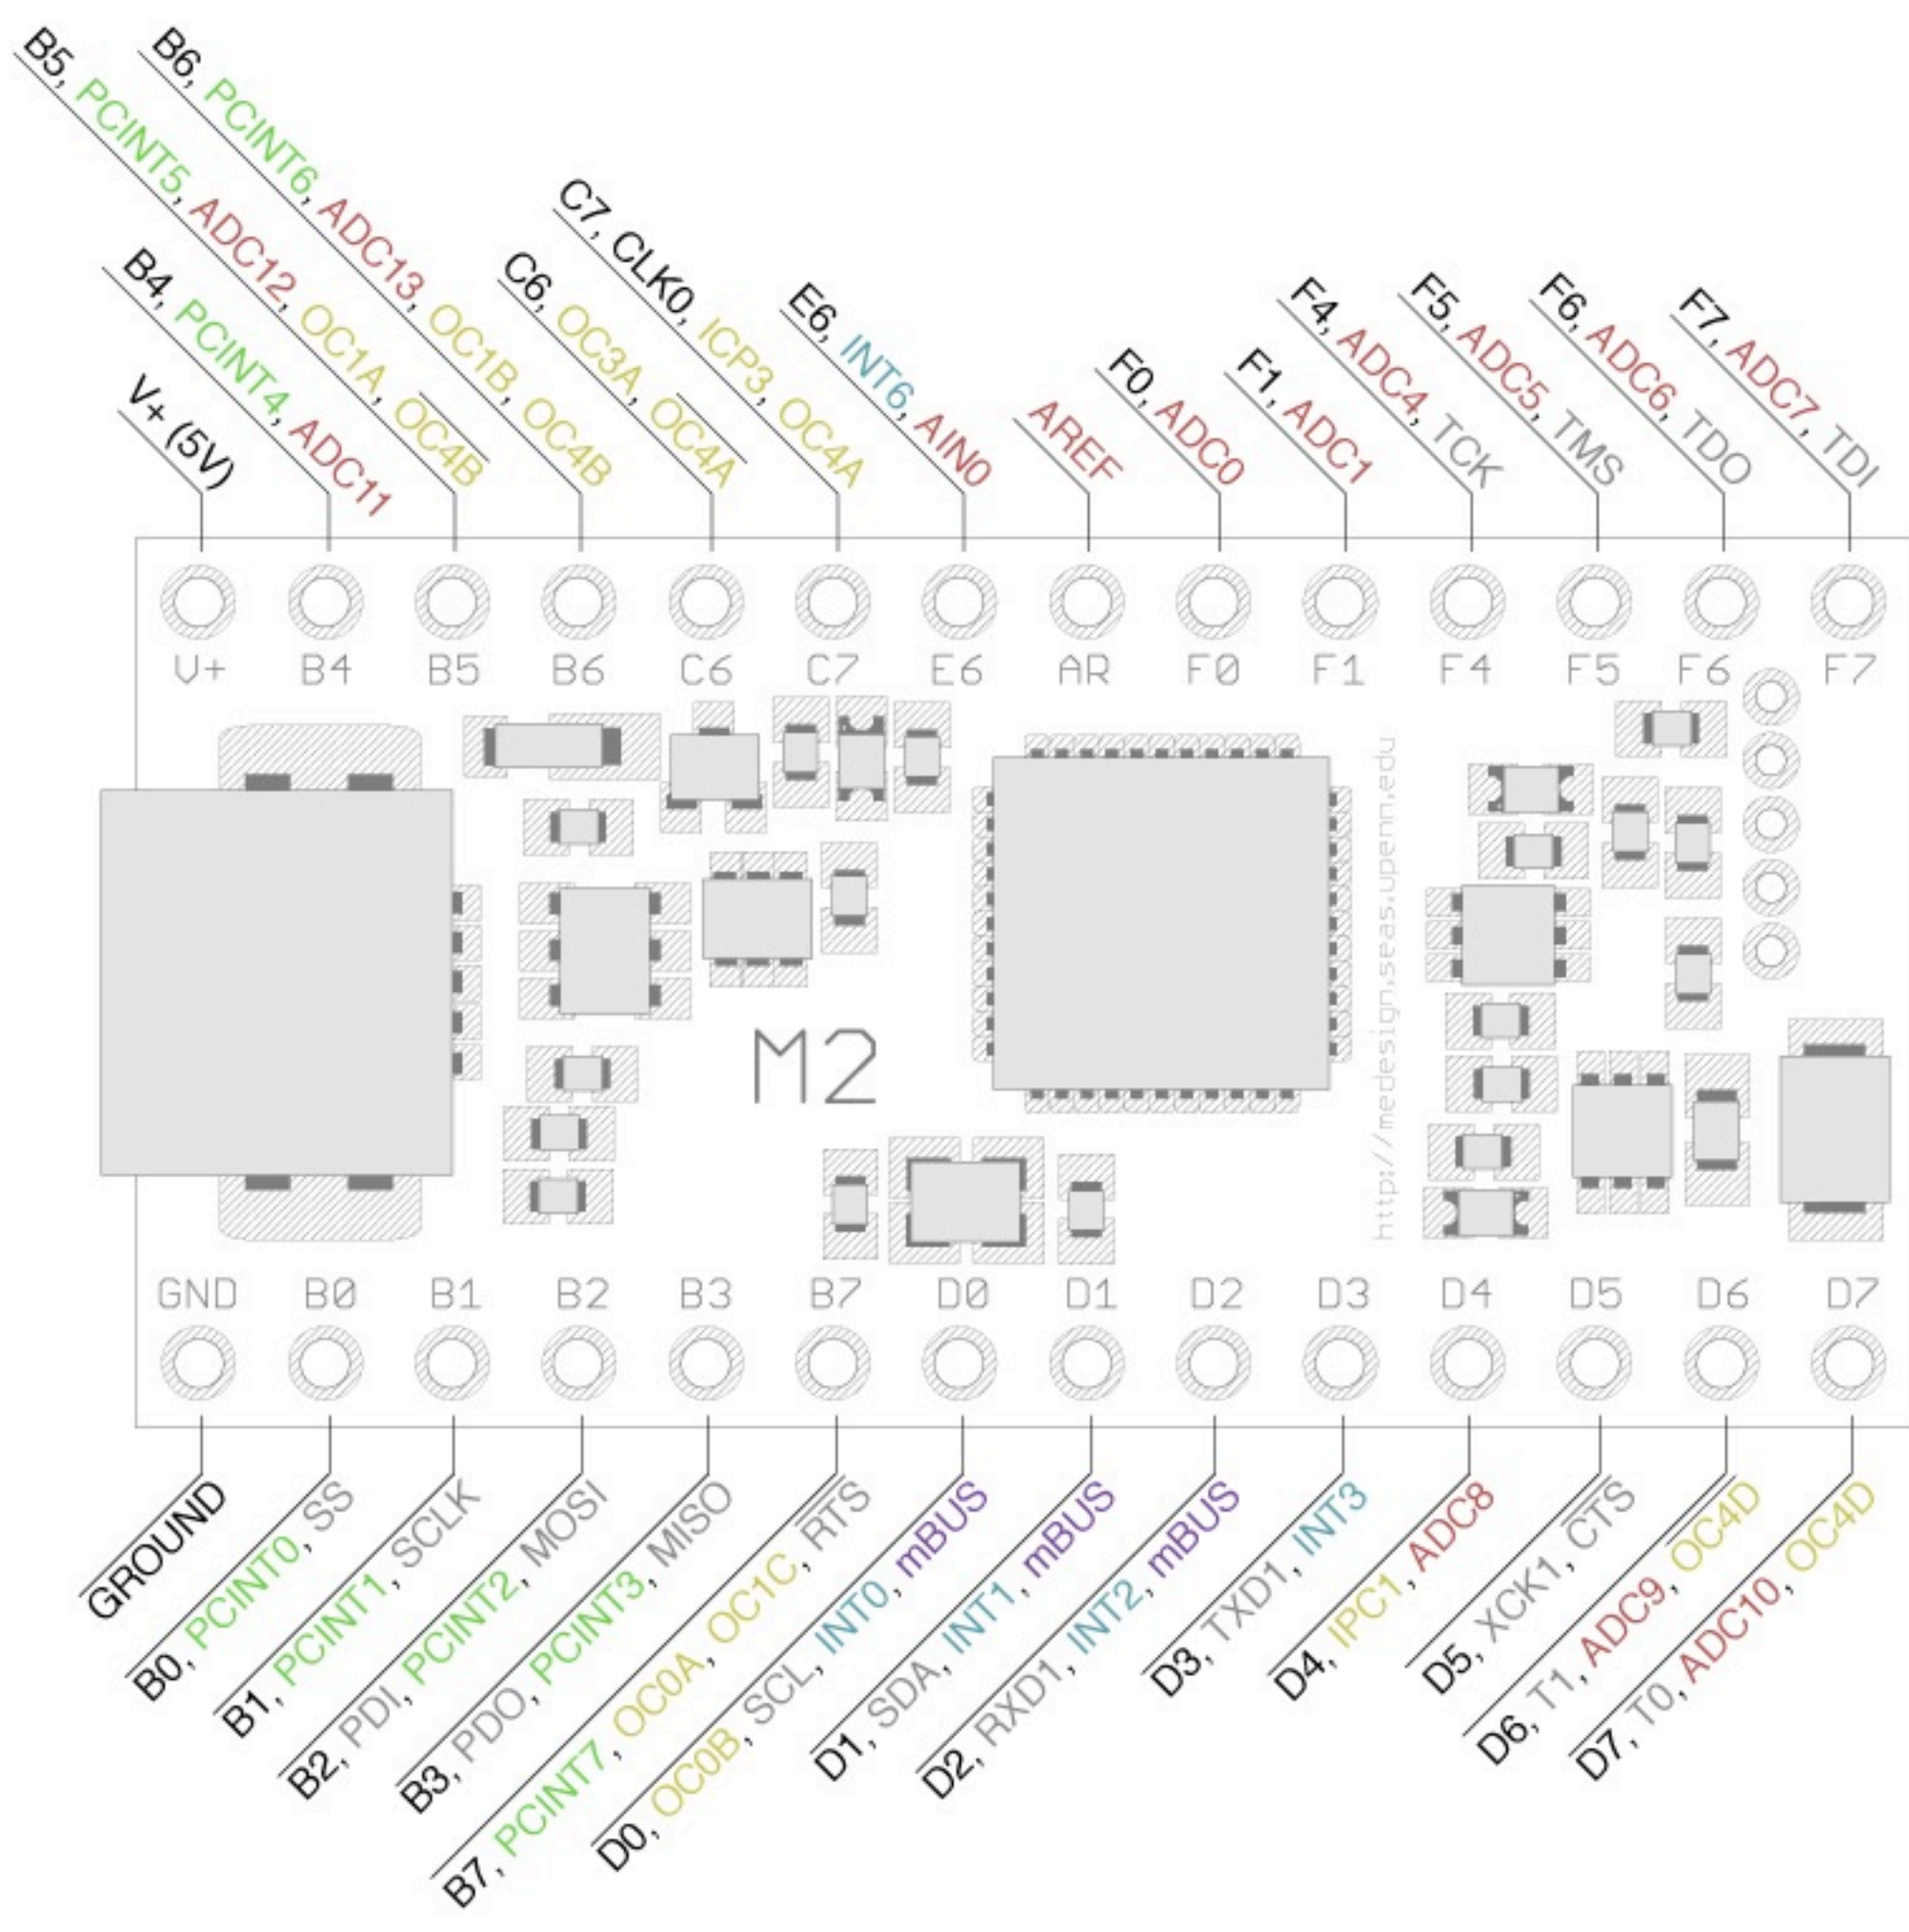 B5, PCINT5, ADC12, OC1A, OC4B
B6, PCINT6, ADC13, OC1B, OC4B
C7, CLK0, ICP3, OC4A
C6, OC3A, OC4A
B4, PCINT4, ADC11
V+ (5V)
E6, INT6, AIN0
AREF
F0, ADC0
F1, ADC1
F4, ADC4, TCK
F5, ADC5, TMS
F6, ADC6, TDO
F7, ADC7, TDI
V+ B4 B5 B6 C6 C7 E6 AR F0 F1 F4 F5 F6 F7
M2
http://medesign.seas.upenn.edu
GND B0 B1 B2 B3 B7 D0 D1 D2 D3 D4 D5 D6 D7
GROUND
B0, PCINT0, SS
B1, PCINT1, SCLK
B2, PDI, PCINT2, MOSI
B3, PDO, PCINT3, MISO
B7, PCINT7, OC0A, OC1C, RTS
D0, OC0B, SCL, INT0, mBUS
D1, SDA, INT1, mBUS
D2, RXD1, INT2, mBUS
D3, TXD1, INT3
D4, IPC1, ADC8
D5, XCK1, CTS
D6, T1, ADC9, OC4D
D7, T0, ADC10, OC4D